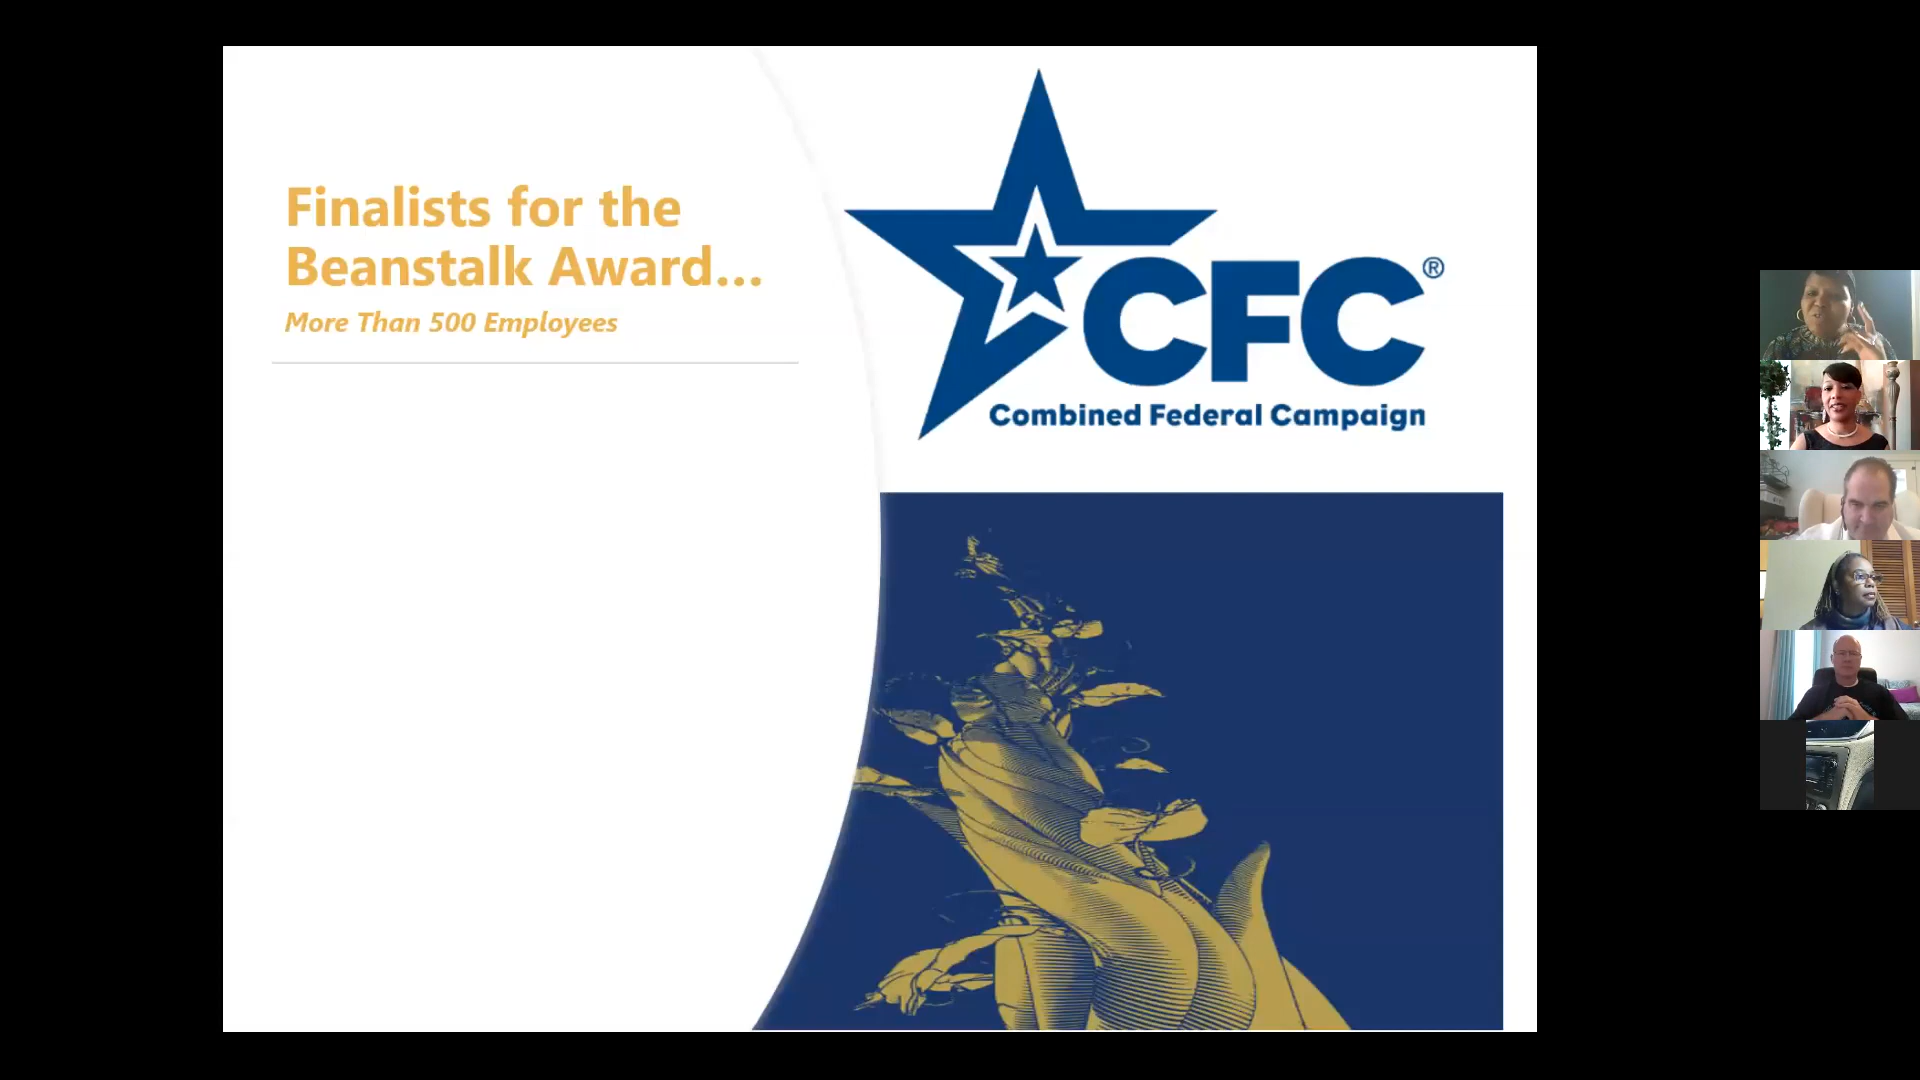 Finalists for the
Beanstalk Award...
More Than 500 Employees
CFC®
Combined Federal Campaign